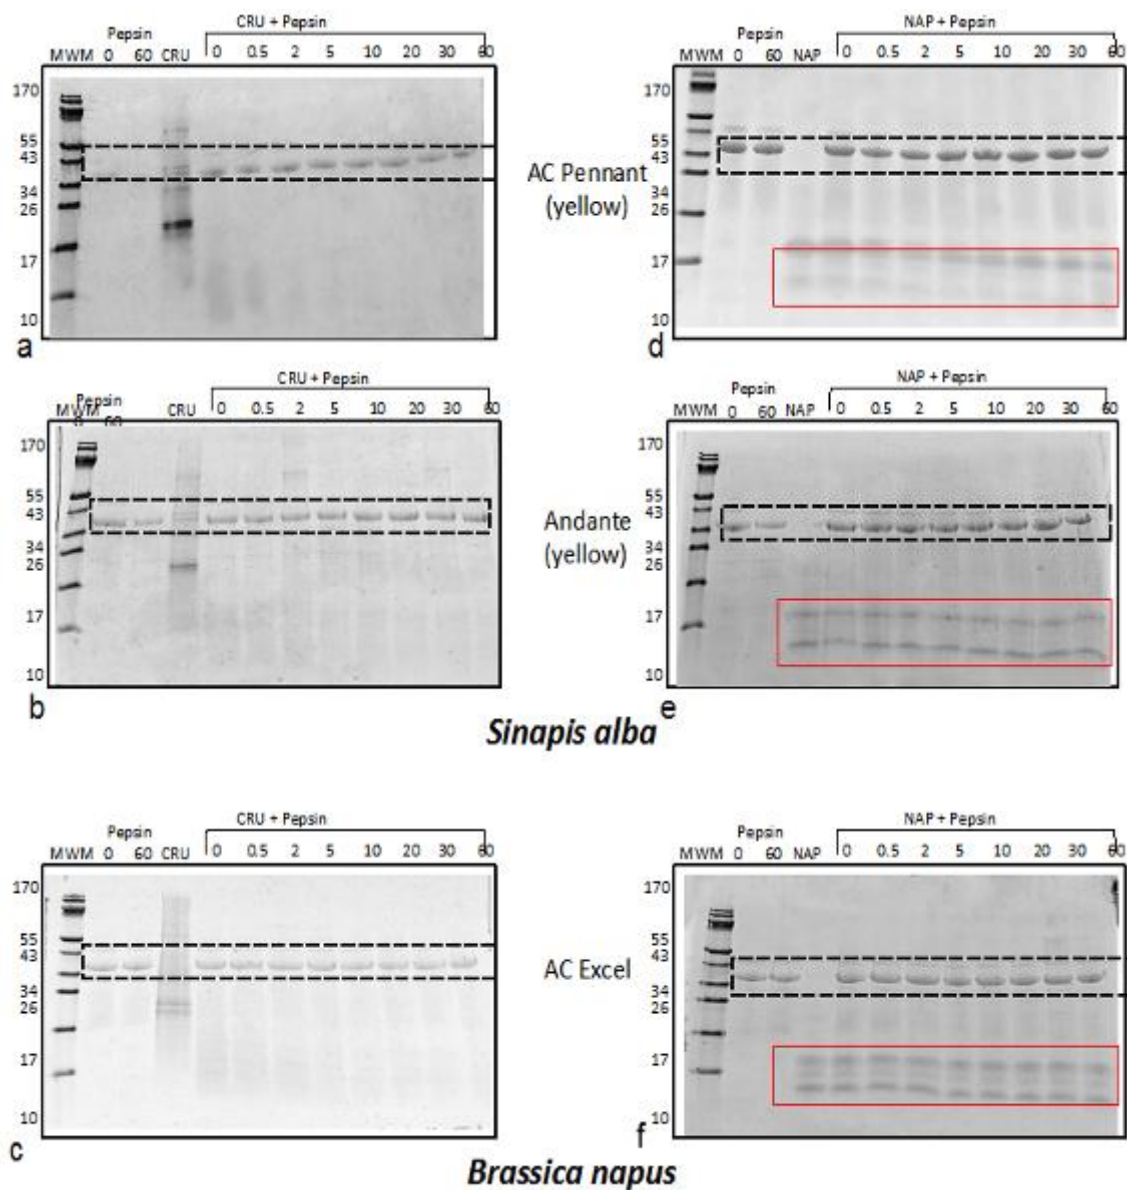 CRU + Pepsin
Pepsin
MWM 0 60 CRU 0 0.5 2 5 10 20 30 60
170
55
43
34
26
17
10
a
NAP + Pepsin
Pepsin
MWM 0 60 NAP 0 0.5 2 5 10 20 30 60
170
55
43
34
26
17
10
d
AC Pennant
(yellow)
CRU + Pepsin
Pepsin
MWM 0 60 CRU 0 0.5 2 5 10 20 30 60
170
55
43
34
26
17
10
b
NAP + Pepsin
Pepsin
MWM 0 60 NAP 0 0.5 2 5 10 20 30 60
170
55
43
34
26
17
10
e
Andante
(yellow)
Sinapis alba
CRU + Pepsin
Pepsin
MWM 0 60 CRU 0 0.5 2 5 10 20 30 60
170
55
43
34
26
17
10
c
NAP + Pepsin
Pepsin
MWM 0 60 NAP 0 0.5 2 5 10 20 30 60
170
55
43
34
26
17
10
f
AC Excel
Brassica napus